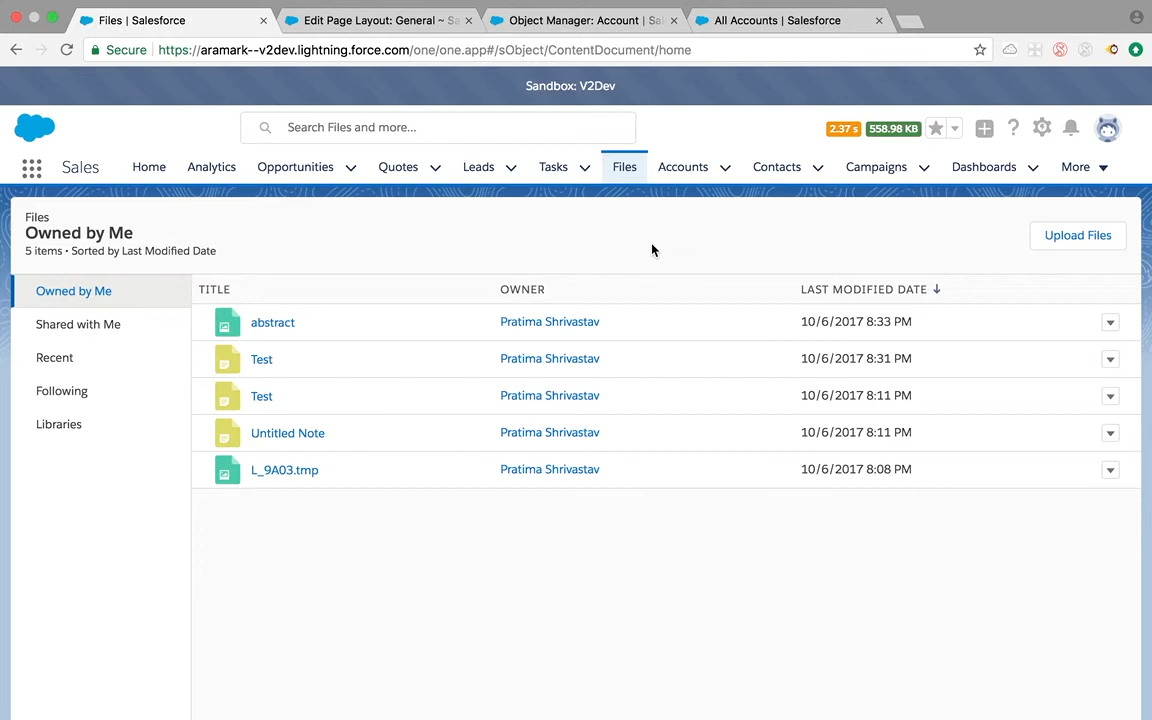 Files | Salesforce
Edit Page Layout: General ~ Sa
Object Manager: Account | Sal
All Accounts | Salesforce
Secure https://aramark--v2dev.lightning.force.com/one/one.app#/sObject/ContentDocument/home
Sandbox: V2Dev
Search Files and more...
2.37 s 558.98 KB
Sales Home Analytics Opportunities Quotes Leads Tasks Files Accounts Contacts Campaigns Dashboards More
Files
Owned by Me
5 items • Sorted by Last Modified Date
Upload Files
Owned by Me
Shared with Me
Recent
Following
Libraries
TITLE OWNER LAST MODIFIED DATE
abstract Pratima Shrivastav 10/6/2017 8:33 PM
Test Pratima Shrivastav 10/6/2017 8:31 PM
Test Pratima Shrivastav 10/6/2017 8:11 PM
Untitled Note Pratima Shrivastav 10/6/2017 8:11 PM
L_9A03.tmp Pratima Shrivastav 10/6/2017 8:08 PM